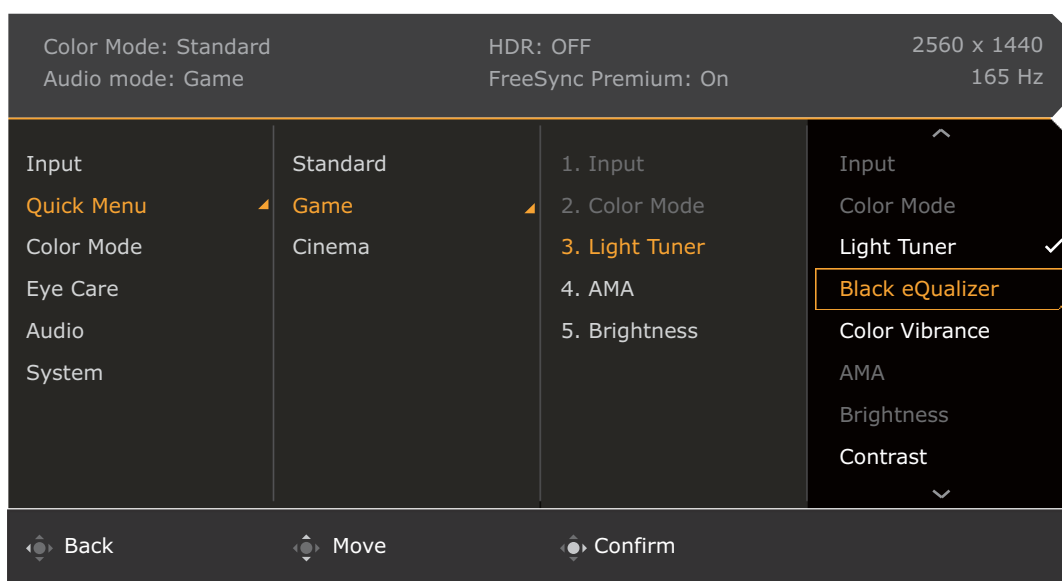 Color Mode: Standard
HDR: OFF
2560 x 1440
Audio mode: Game
FreeSync Premium: On
165 Hz
Input
Quick Menu
Color Mode
Eye Care
Audio
System
Standard
Game
Cinema
1. Input
2. Color Mode
3. Light Tuner
4. AMA
5. Brightness
Input
Color Mode
Light Tuner
Black eQualizer
Color Vibrance
AMA
Brightness
Contrast
Back
Move
Confirm